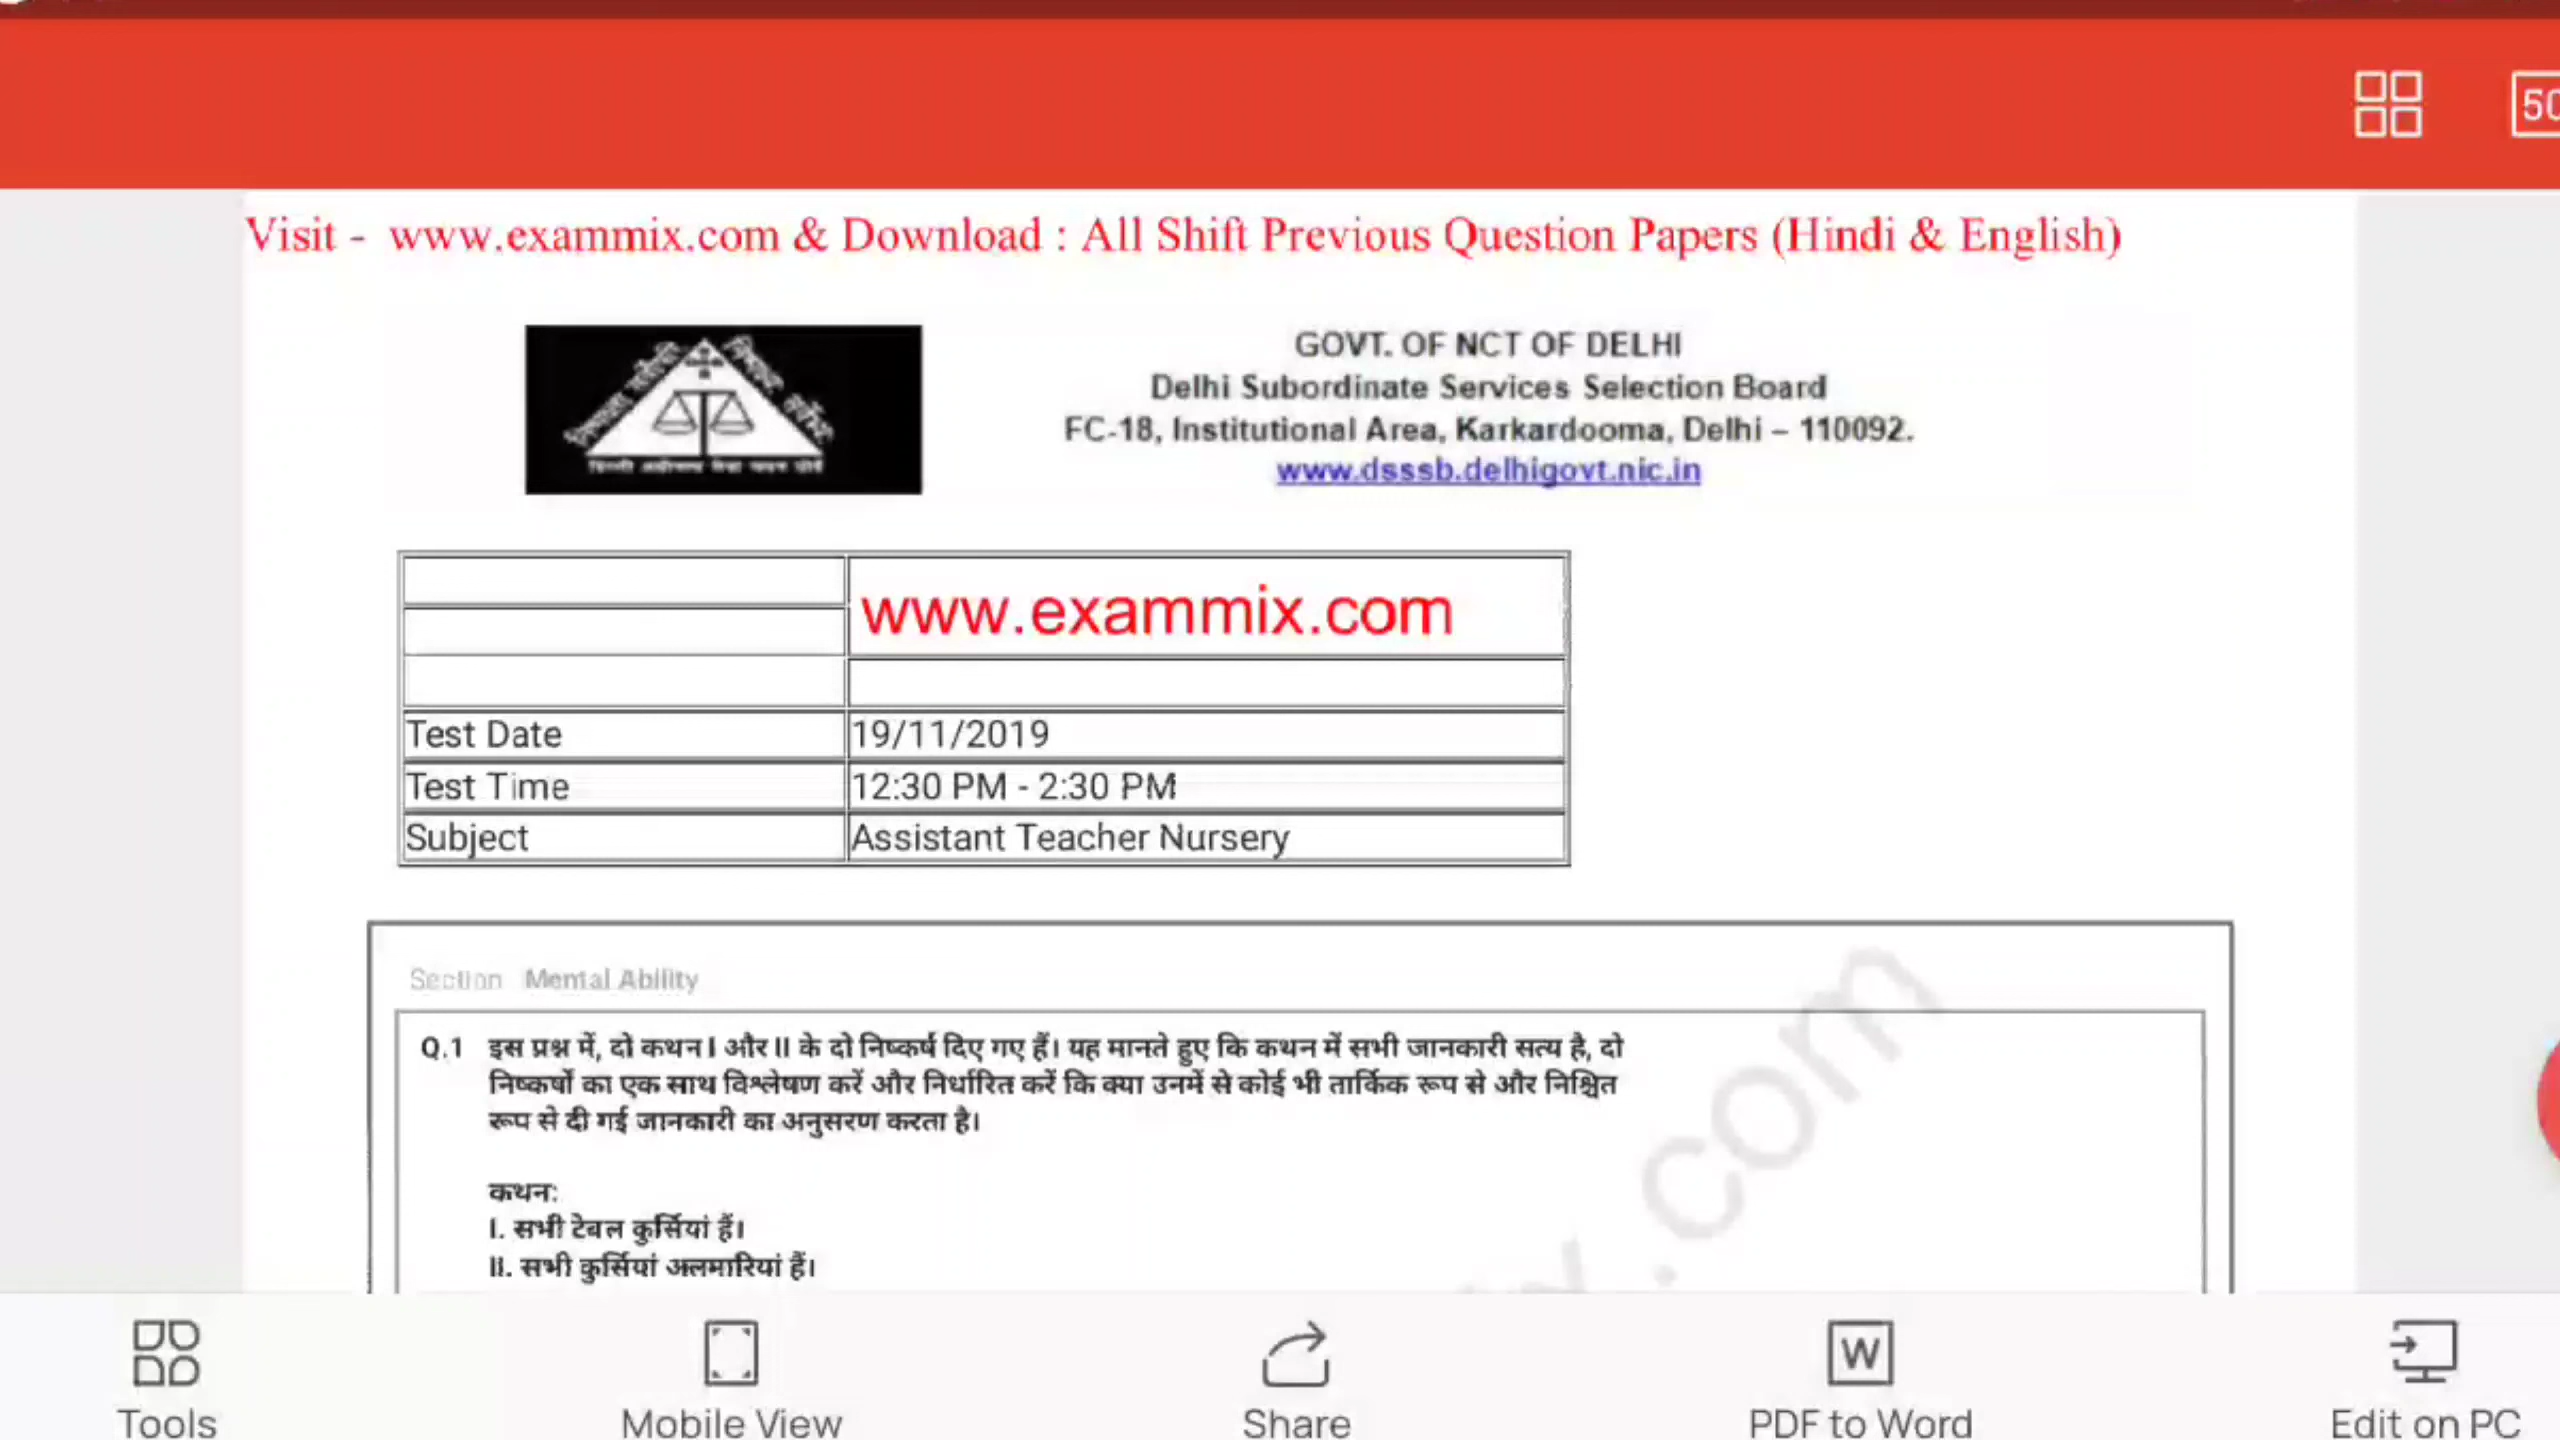 50
Visit - www.exammix.com & Download : All Shift Previous Question Papers (Hindi & English)
GOVT. OF NCT OF DELHI
Delhi Subordinate Services Selection Board
FC-18, Institutional Area, Karkardooma, Delhi – 110092.
www.dsssb.delhigovt.nic.in
www.exammix.com
Test Date 19/11/2019
Test Time 12:30 PM - 2:30 PM
Subject Assistant Teacher Nursery
Section Mental Ability
Q.1 इस प्रश्न में, दो कथन I और II के दो निष्कर्ष दिए गए हैं। यह मानते हुए कि कथन में सभी जानकारी सत्य है, दो
निष्कर्षों का एक साथ विश्लेषण करें और निर्धारित करें कि क्या उनमें से कोई भी तार्किक रूप से और निश्चित
रूप से दी गई जानकारी का अनुसरण करता है।
कथन:
I. सभी टेबल कुर्सियां हैं।
II. सभी कुर्सियां अलमारियां हैं।
.com
Tools
Mobile View
Share
PDF to Word
Edit on PC